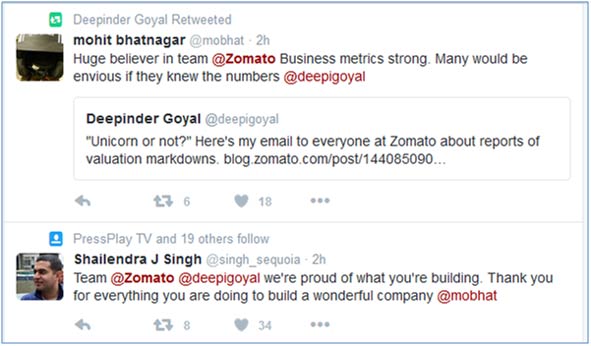 Deepinder Goyal Retweeted
mohit bhatnagar @mobhat · 2h
Huge believer in team @Zomato Business metrics strong. Many would
be envious if they knew the numbers @deepigoyal
Deepinder Goyal @deepigoyal
"Unicorn or not?" Here's my email to everyone at Zomato about reports of
valuation markdowns. blog.zomato.com/post/144085090…
6 18
PressPlay TV and 19 others follow
Shailendra J Singh @singh_sequoia · 2h
Team @Zomato @deepigoyal we're proud of what you're building. Thank you
for everything you are doing to build a wonderful company @mobhat
8 34